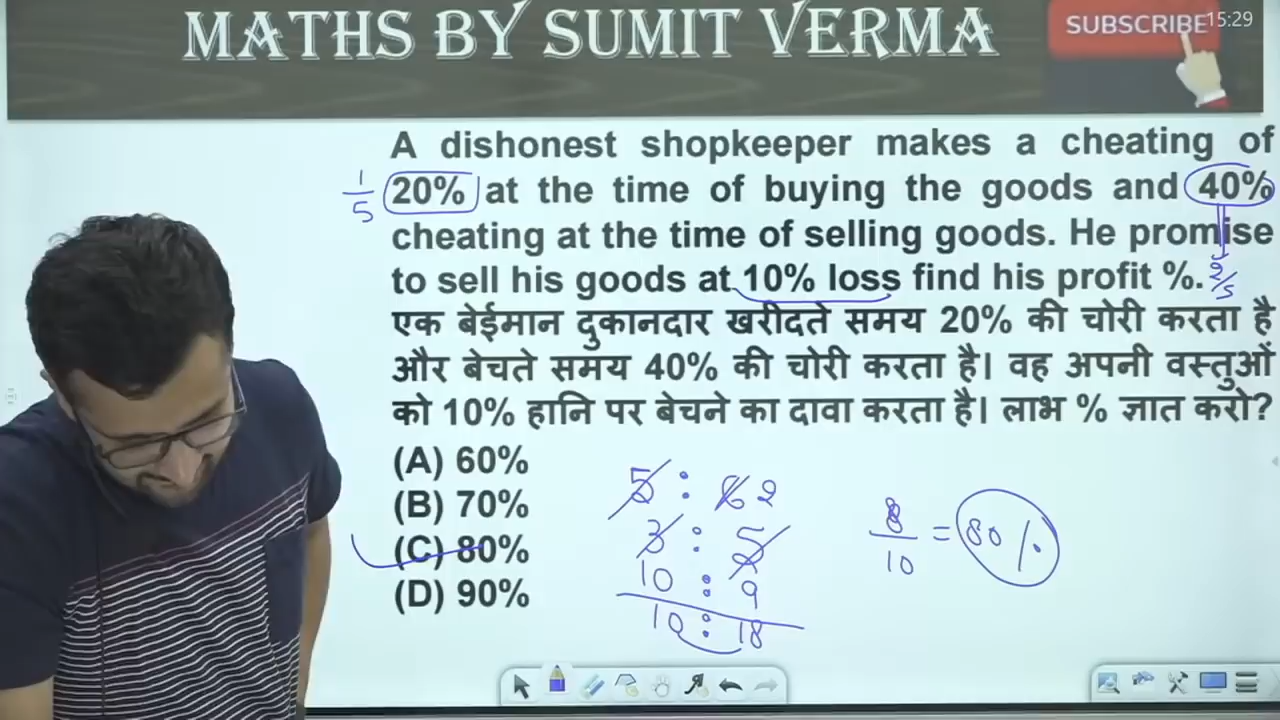 MATHS BY SUMIT VERMA
SUBSCRIBE
15:29
A dishonest shopkeeper makes a cheating of
1/5
20% at the time of buying the goods and 40%
cheating at the time of selling goods. He promise
to sell his goods at 10% loss find his profit %.
2/5
एक बेईमान दुकानदार खरीदते समय 20% की चोरी करता है
और बेचते समय 40% की चोरी करता है। वह अपनी वस्तुओं
को 10% हानि पर बेचने का दावा करता है। लाभ % ज्ञात करो?
(A) 60%
(B) 70%
(C) 80%
(D) 90%
5 : 6 2
3 : 5
10 : 9
10 : 18
8/10 = 80%